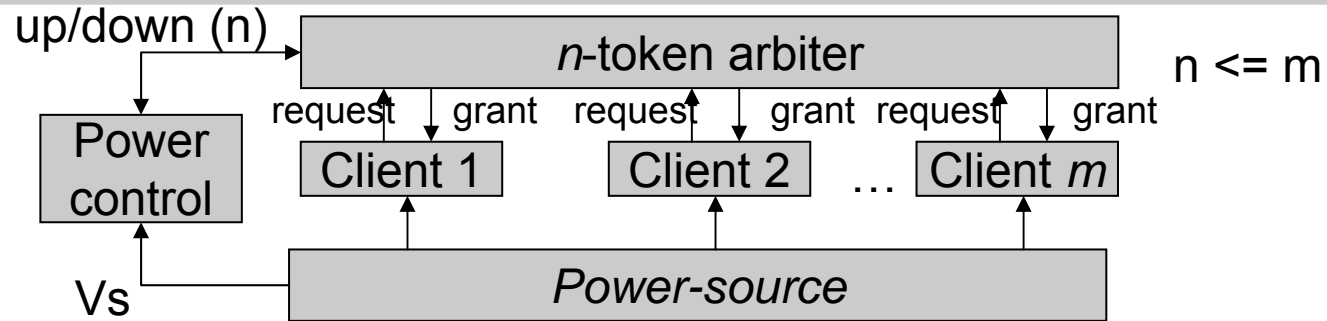 up/down (n)
n-token arbiter
n <= m
request grant request grant request grant
Power
control
Client 1 Client 2 ... Client m
Vs
Power-source